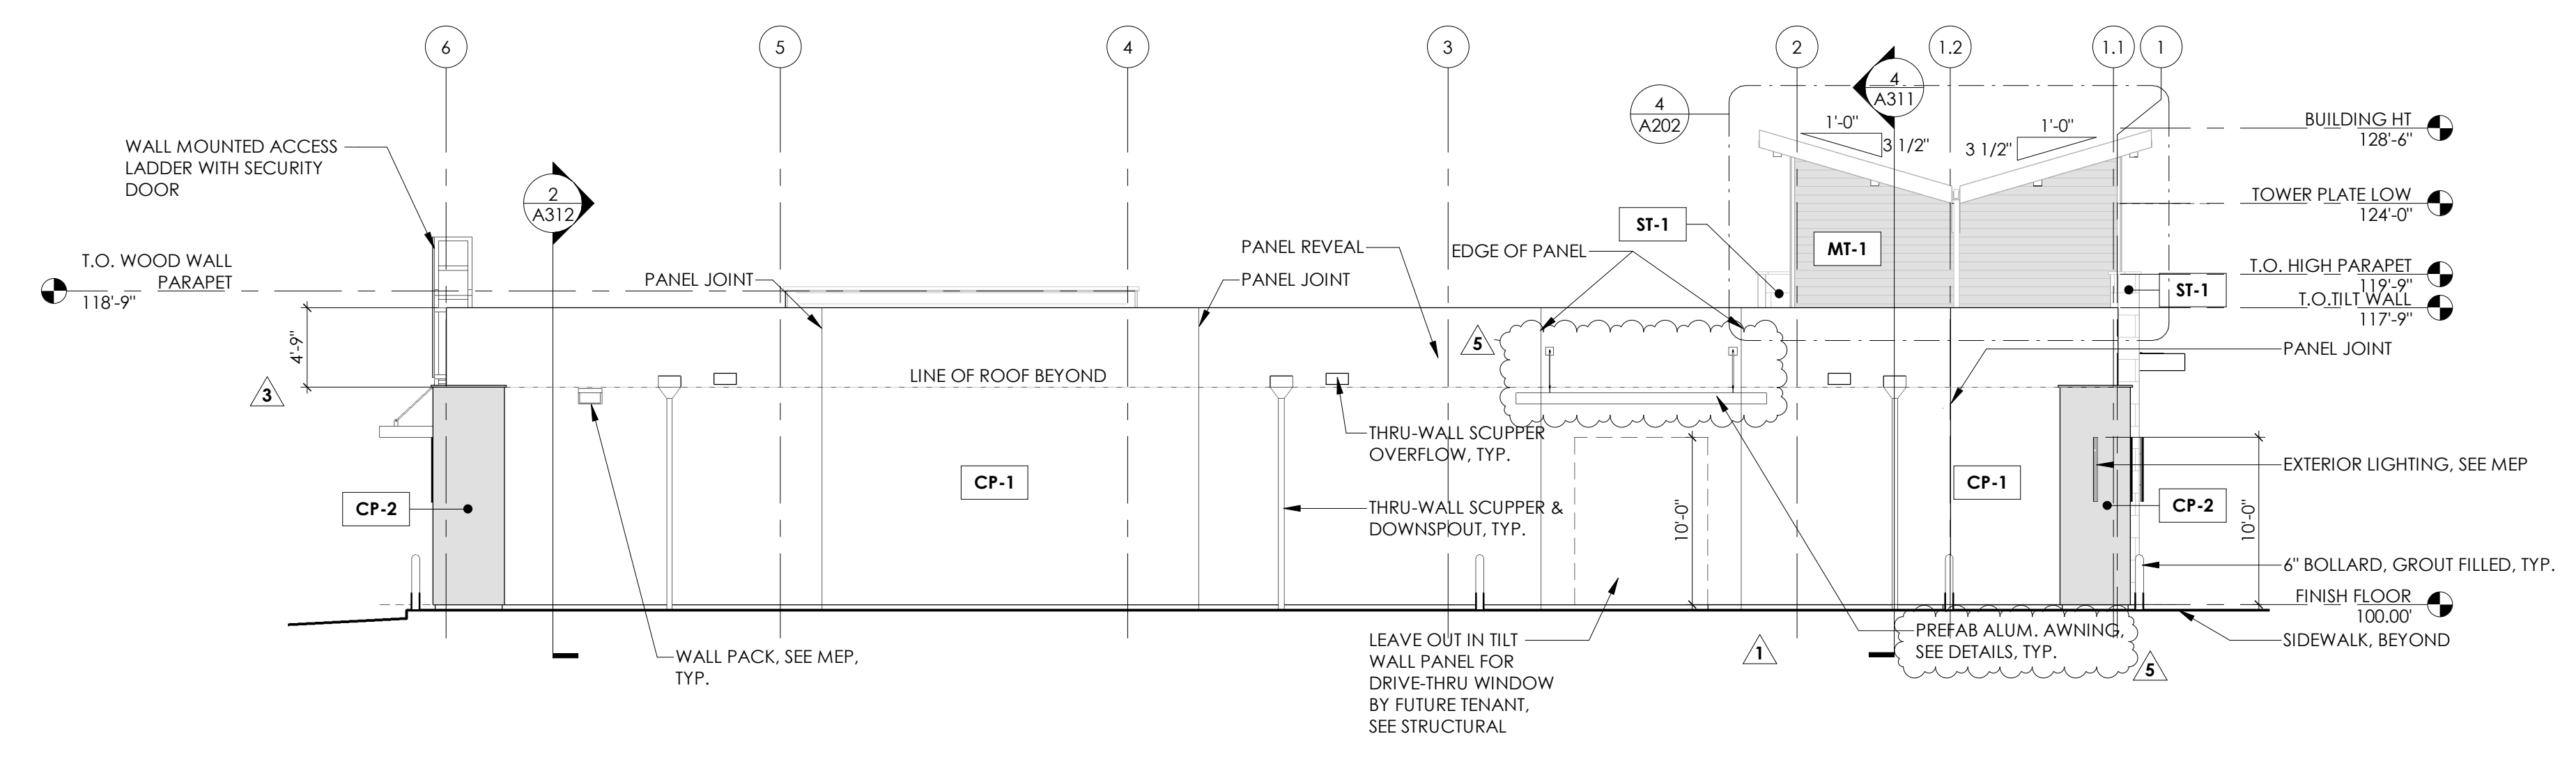 6
5
4
3
2
1.2
1.1
1
4
A311
4
A202
1'-0"
3 1/2"
1'-0"
3 1/2"
BUILDING HT
128'-6"
WALL MOUNTED ACCESS
LADDER WITH SECURITY
DOOR
2
A312
TOWER PLATE LOW
124'-0"
ST-1
MT-1
PANEL REVEAL
EDGE OF PANEL
T.O. WOOD WALL
PARAPET
118'-9"
PANEL JOINT
PANEL JOINT
T.O. HIGH PARAPET
119'-9"
ST-1
T.O.TILT WALL
117'-9"
4'-9"
5
PANEL JOINT
3
LINE OF ROOF BEYOND
THRU-WALL SCUPPER
OVERFLOW, TYP.
EXTERIOR LIGHTING, SEE MEP
CP-1
CP-1
CP-2
CP-2
THRU-WALL SCUPPER &
DOWNSPOUT, TYP.
10'-0"
10'-0"
6" BOLLARD, GROUT FILLED, TYP.
FINISH FLOOR
100.00'
SIDEWALK, BEYOND
PREFAB ALUM. AWNING,
SEE DETAILS, TYP.
1
5
WALL PACK, SEE MEP,
TYP.
LEAVE OUT IN TILT
WALL PANEL FOR
DRIVE-THRU WINDOW
BY FUTURE TENANT,
SEE STRUCTURAL